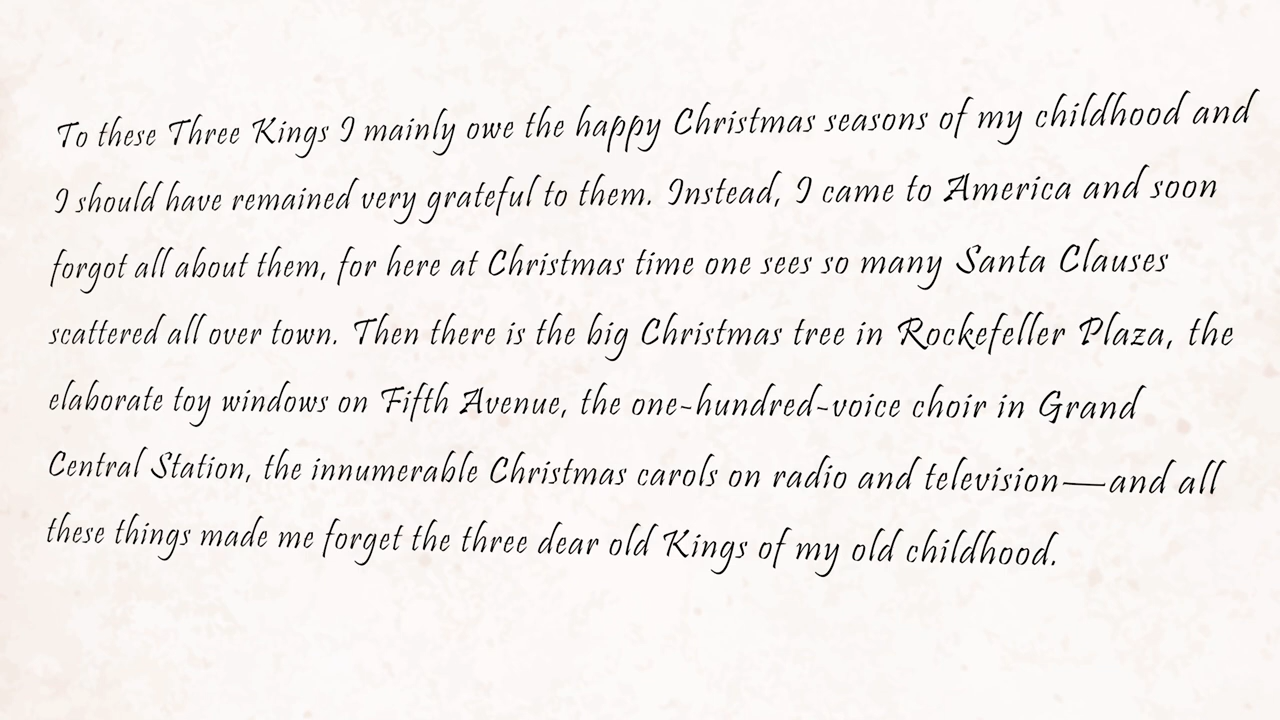 To these Three Kings I mainly owe the happy Christmas seasons of my childhood and
I should have remained very grateful to them. Instead, I came to America and soon
forgot all about them, for here at Christmas time one sees so many Santa Clauses
scattered all over town. Then there is the big Christmas tree in Rockefeller Plaza, the
elaborate toy windows on Fifth Avenue, the one-hundred-voice choir in Grand
Central Station, the innumerable Christmas carols on radio and television—and all
these things made me forget the three dear old Kings of my old childhood.